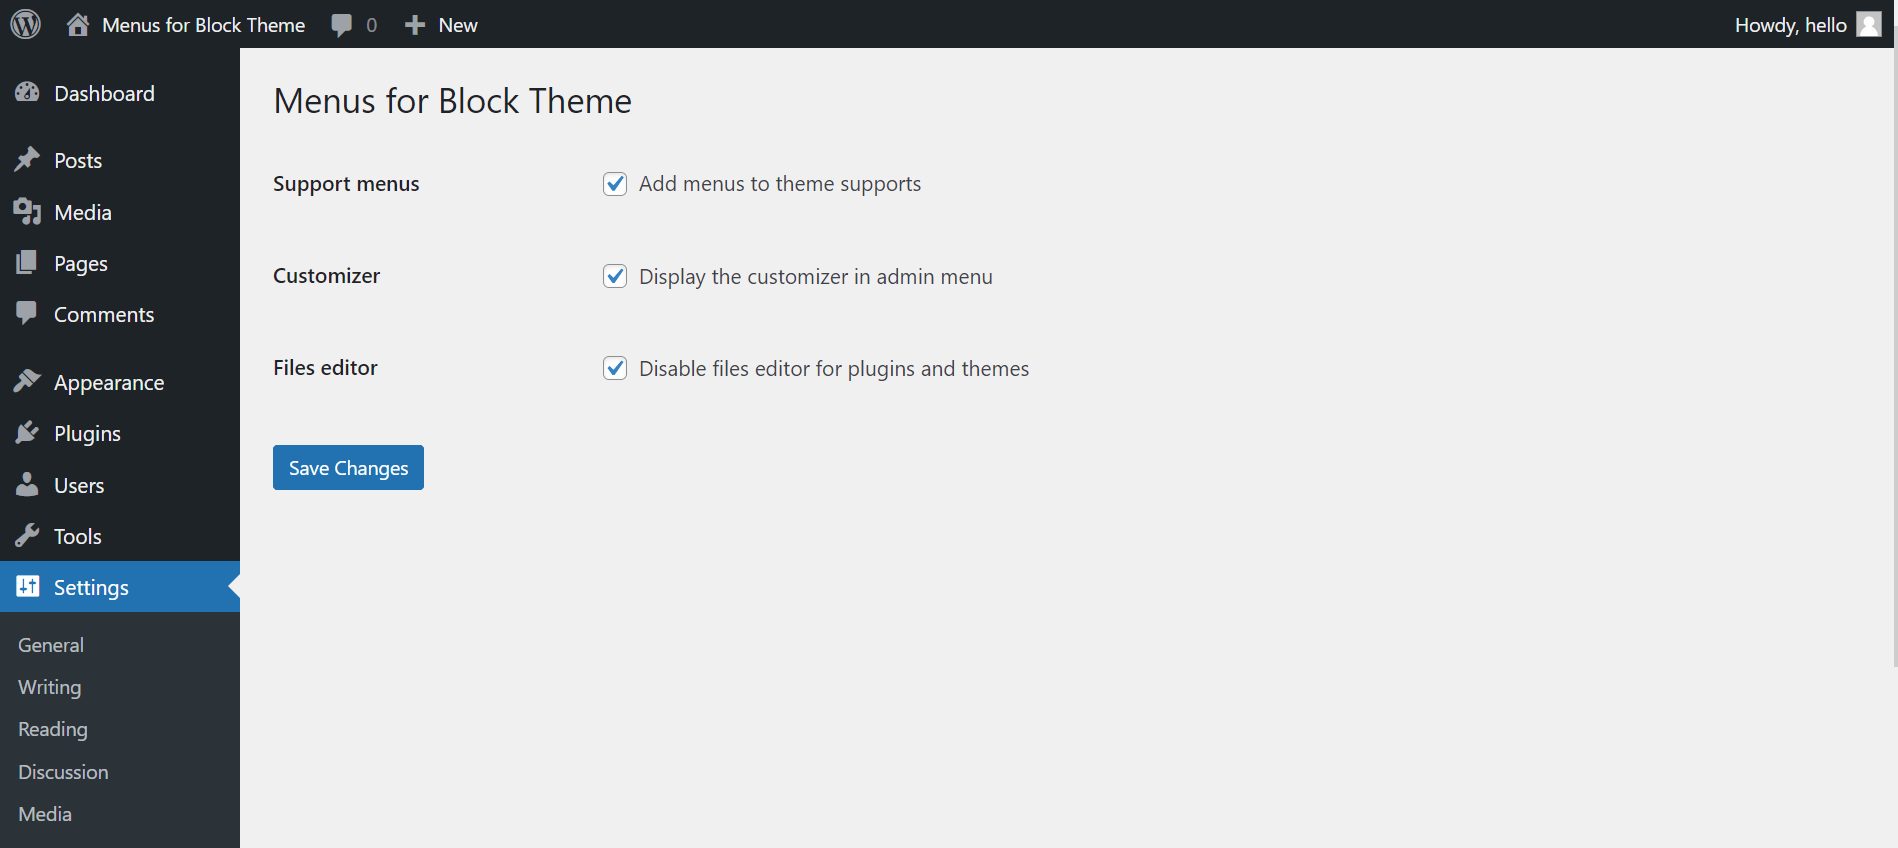 Menus for Block Theme 0 New Howdy, hello
Dashboard
Posts
Media
Pages
Comments
Appearance
Plugins
Users
Tools
Settings
General
Writing
Reading
Discussion
Media
Menus for Block Theme
Support menus Add menus to theme supports
Customizer Display the customizer in admin menu
Files editor Disable files editor for plugins and themes
Save Changes